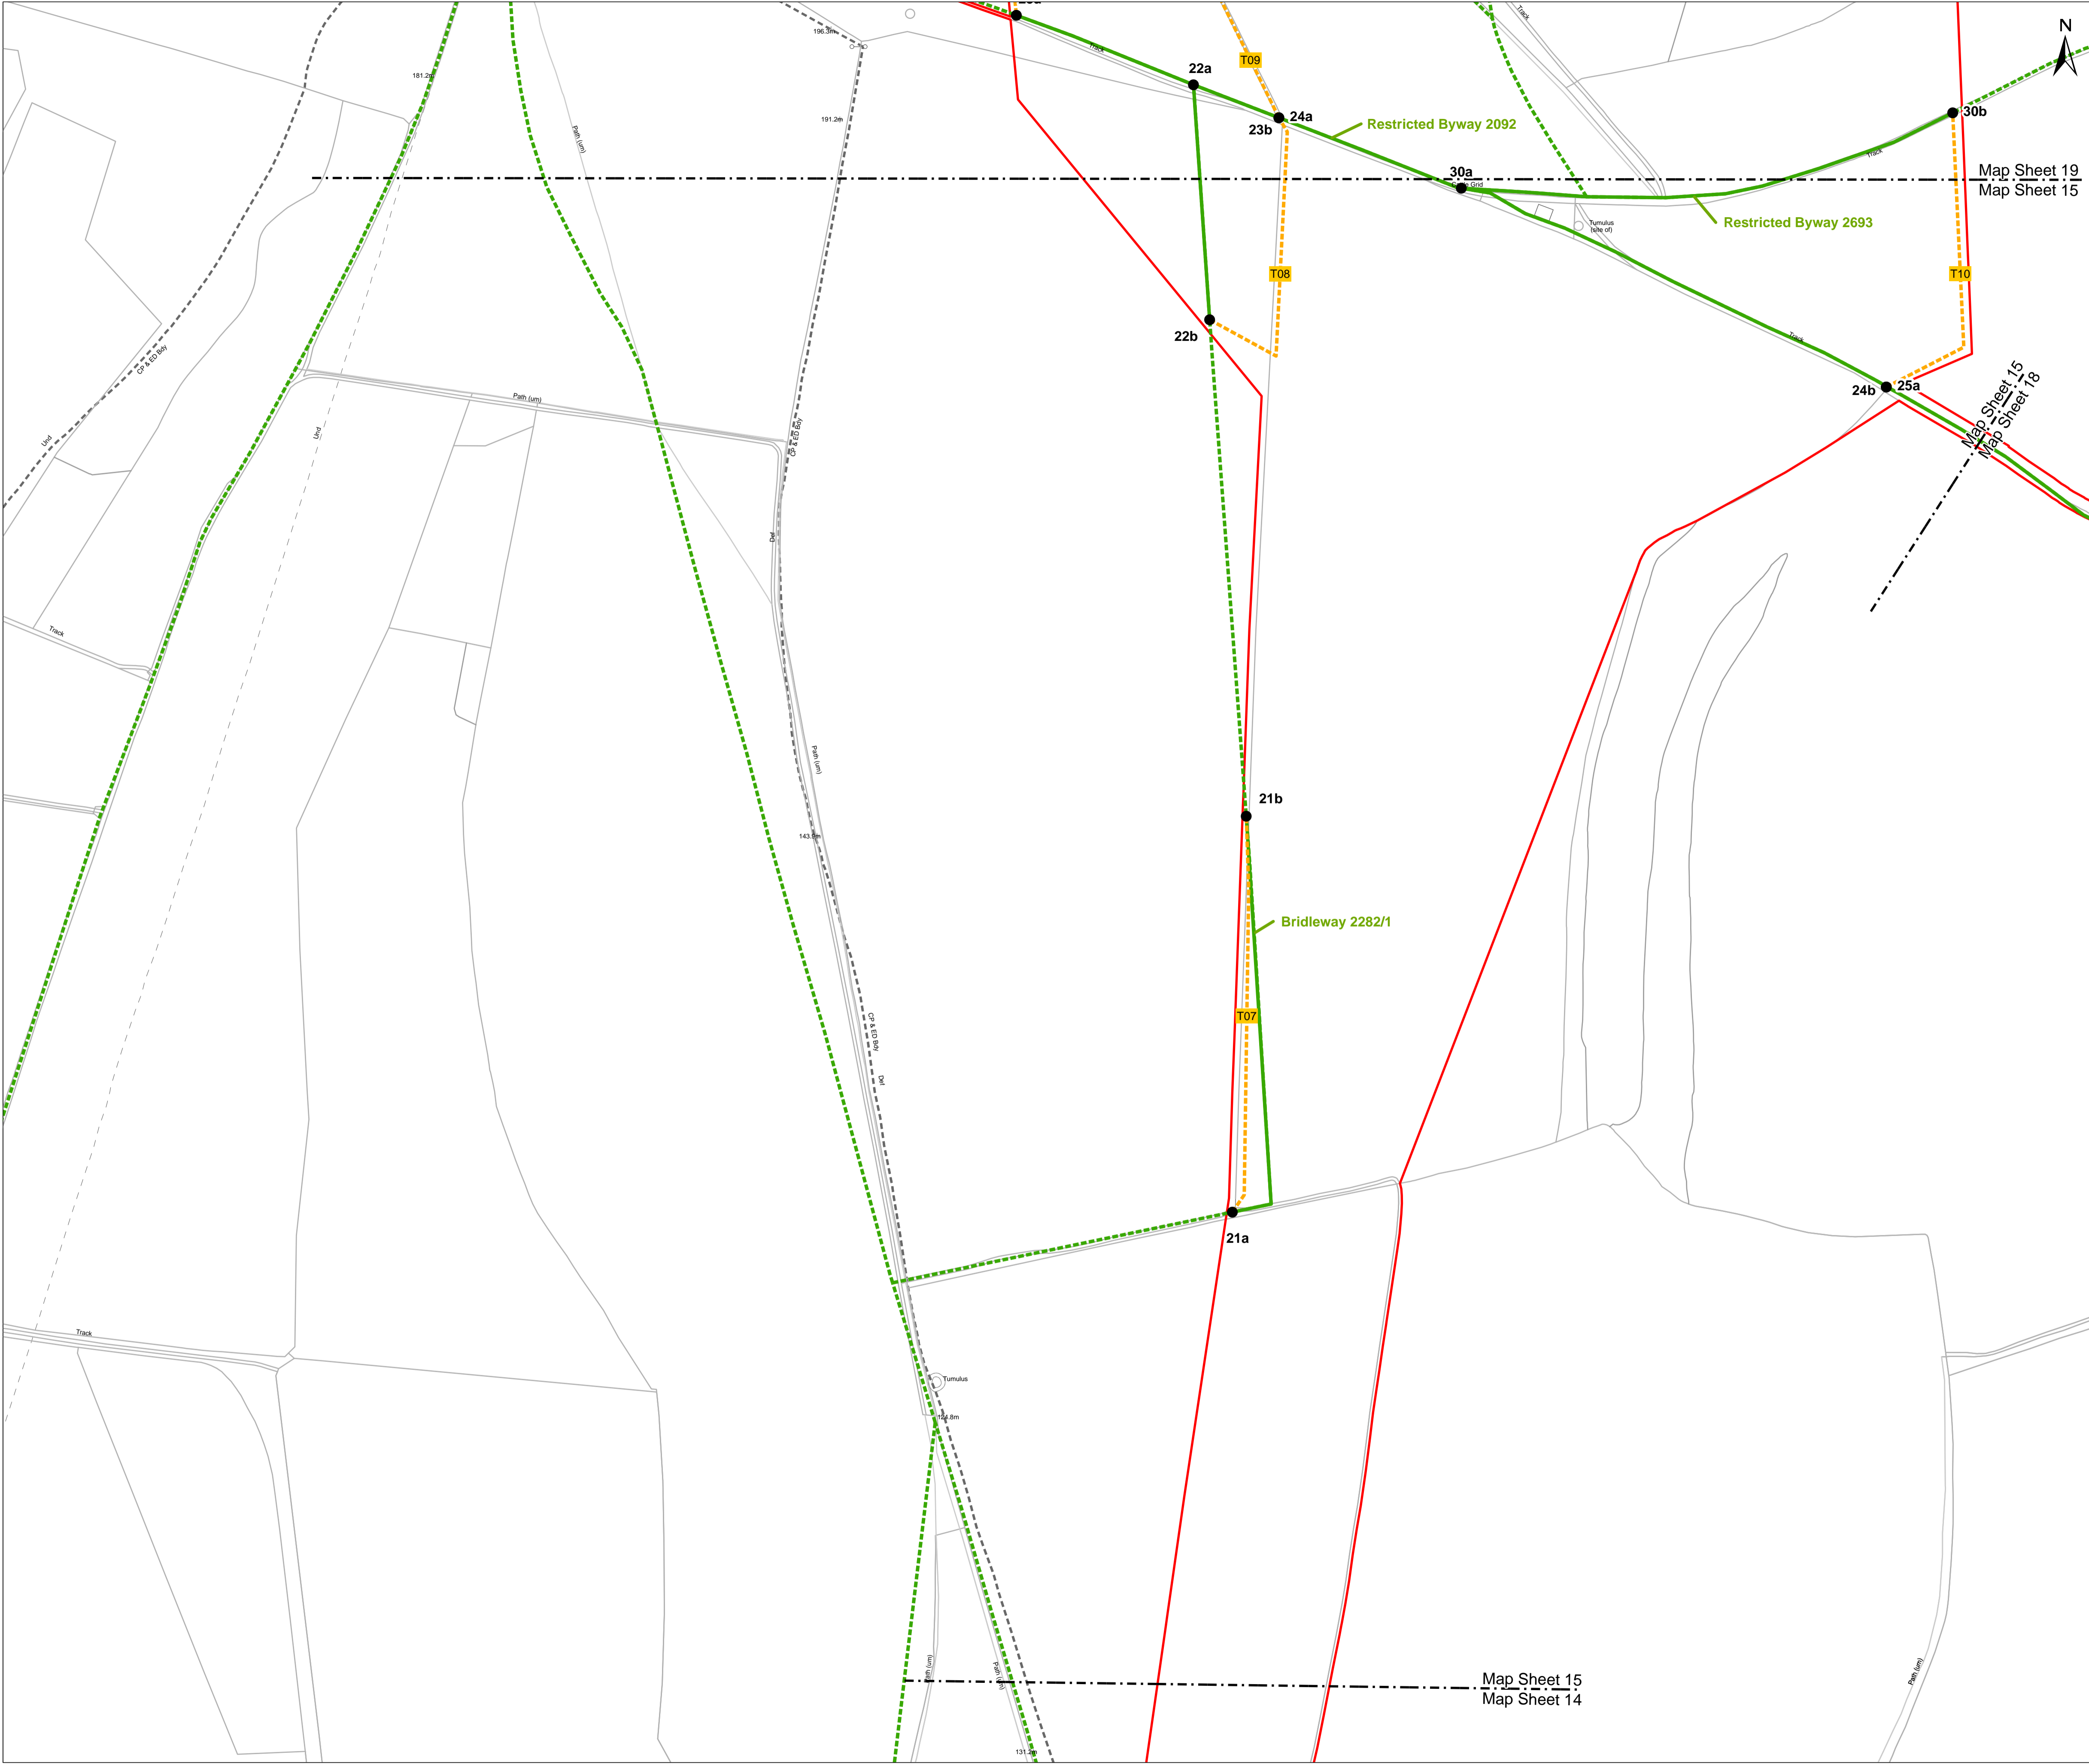 196.3m
Track
Track
N
22a
T09
181.2m
191.2m
24a
23b
Restricted Byway 2092
30b
Path (um)
Track
30a
Map Sheet 19
Map Sheet 15
Restricted Byway 2693
Tumulus
(site of)
T08
T10
22b
CP & ED Bdy
Track
24b
25a
Map Sheet 15
Map Sheet 18
Path (um)
Und
Und
CP & ED Bdy
Def
Track
Path (um)
21b
Bridleway 2282/1
T07
CP & ED Bdy
Def
21a
Track
Tumulus
124.8m
Path (um)
Path (um)
Path (um)
Map Sheet 15
Map Sheet 14
131.2m